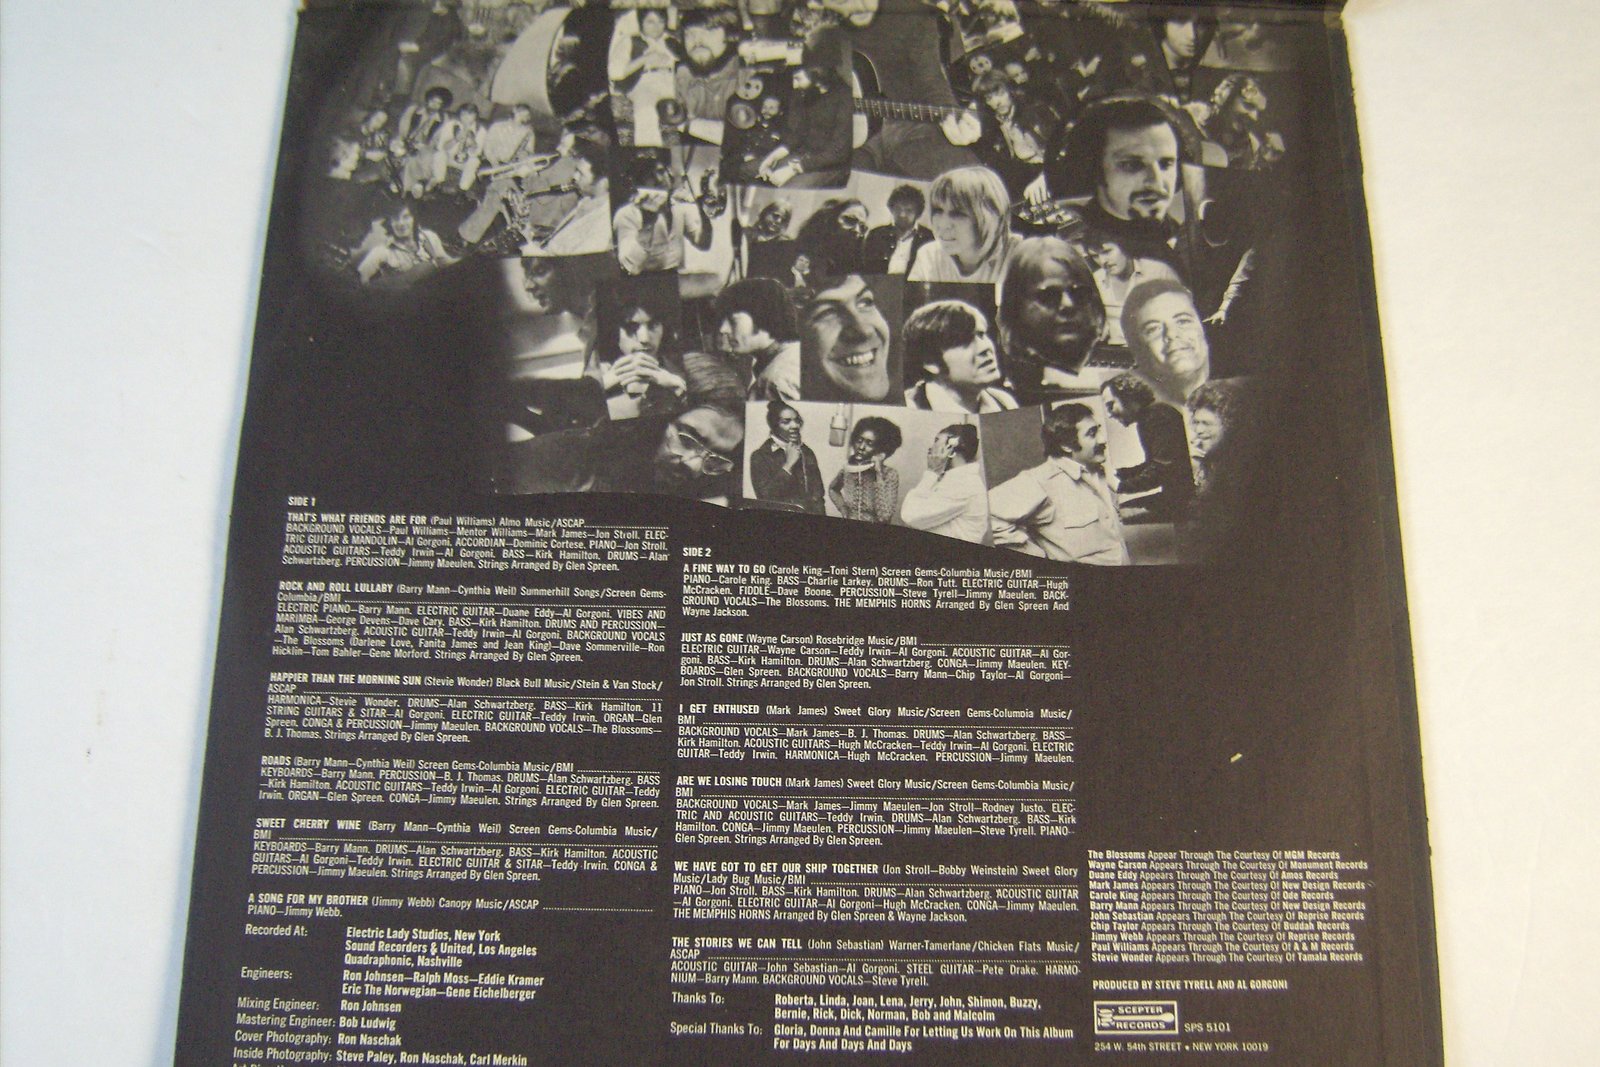 SIDE 1
THAT'S WHAT FRIENDS ARE FOR (Paul Williams) Almo Music/ASCAP
BACKGROUND VOCALS—Paul Williams—Mentor Williams—Mark James—Jon Stroll. ELEC-
TRIC GUITAR & MANDOLIN—Al Gorgoni. ACCORDIAN—Dominic Cortese. PIANO—Jon Stroll.
ACOUSTIC GUITARS—Teddy Irwin—Al Gorgoni. BASS—Kirk Hamilton. DRUMS—Alan
Schwartzberg. PERCUSSION—Jimmy Maeulen. Strings Arranged By Glen Spreen.
ROCK AND ROLL LULLABY (Barry Mann—Cynthia Weil) Summerhill Songs/Screen Gems-
Columbia/BMI
ELECTRIC PIANO—Barry Mann. ELECTRIC GUITAR—Duane Eddy—Al Gorgoni. VIBES AND
MARIMBA—George Devens—Dave Cary. BASS—Kirk Hamilton. DRUMS AND PERCUSSION—
Alan Schwartzberg. ACOUSTIC GUITAR—Teddy Irwin—Al Gorgoni. BACKGROUND VOCALS
—The Blossoms (Darlene Love, Fanita James and Jean King)—Dave Sommerville—Ron
Hicklin—Tom Bahler—Gene Morford. Strings Arranged By Glen Spreen.
HAPPIER THAN THE MORNING SUN (Stevie Wonder) Black Bull Music/Stein & Van Stock/
ASCAP
HARMONICA—Stevie Wonder. DRUMS—Alan Schwartzberg. BASS—Kirk Hamilton. 11
STRING GUITARS & SITAR—Al Gorgoni. ELECTRIC GUITAR—Teddy Irwin. ORGAN—Glen
Spreen. CONGA & PERCUSSION—Jimmy Maeulen. BACKGROUND VOCALS—The Blossoms—
B. J. Thomas. Strings Arranged By Glen Spreen.
ROADS (Barry Mann—Cynthia Weil) Screen Gems-Columbia Music/BMI
KEYBOARDS—Barry Mann. PERCUSSION—B. J. Thomas. DRUMS—Alan Schwartzberg. BASS
—Kirk Hamilton. ACOUSTIC GUITARS—Teddy Irwin—Al Gorgoni. ELECTRIC GUITAR—Teddy
Irwin. ORGAN—Glen Spreen. CONGA—Jimmy Maeulen. Strings Arranged By Glen Spreen.
SWEET CHERRY WINE (Barry Mann—Cynthia Weil) Screen Gems-Columbia Music/
BMI
KEYBOARDS—Barry Mann. DRUMS—Alan Schwartzberg. BASS—Kirk Hamilton. ACOUSTIC
GUITARS—Al Gorgoni—Teddy Irwin. ELECTRIC GUITAR & SITAR—Teddy Irwin. CONGA &
PERCUSSION—Jimmy Maeulen. Strings Arranged By Glen Spreen.
A SONG FOR MY BROTHER (Jimmy Webb) Canopy Music/ASCAP
PIANO—Jimmy Webb.
Recorded At: Electric Lady Studios, New York
Sound Recorders & United, Los Angeles
Quadraphonic, Nashville
Engineers: Ron Johnsen—Ralph Moss—Eddie Kramer
Eric The Norwegian—Gene Eichelberger
Mixing Engineer: Ron Johnsen
Mastering Engineer: Bob Ludwig
Cover Photography: Ron Naschak
Inside Photography: Steve Paley, Ron Naschak, Carl Merkin
SIDE 2
A FINE WAY TO GO (Carole King—Toni Stern) Screen Gems-Columbia Music/BMI
PIANO—Carole King. BASS—Charlie Larkey. DRUMS—Ron Tutt. ELECTRIC GUITAR—Hugh
McCracken. FIDDLE—Dave Boone. PERCUSSION—Steve Tyrell—Jimmy Maeulen. BACK-
GROUND VOCALS—The Blossoms. THE MEMPHIS HORNS Arranged By Glen Spreen And
Wayne Jackson.
JUST AS GONE (Wayne Carson) Rosebridge Music/BMI
ELECTRIC GUITAR—Wayne Carson—Teddy Irwin—Al Gorgoni. ACOUSTIC GUITAR—Al Gor-
goni. BASS—Kirk Hamilton. DRUMS—Alan Schwartzberg. CONGA—Jimmy Maeulen. KEY-
BOARDS—Glen Spreen. BACKGROUND VOCALS—Barry Mann—Chip Taylor—Al Gorgoni—
Jon Stroll. Strings Arranged By Glen Spreen.
I GET ENTHUSED (Mark James) Sweet Glory Music/Screen Gems-Columbia Music/
BMI
BACKGROUND VOCALS—Mark James—B. J. Thomas. DRUMS—Alan Schwartzberg. BASS—
Kirk Hamilton. ACOUSTIC GUITARS—Hugh McCracken—Teddy Irwin—Al Gorgoni. ELECTRIC
GUITAR—Teddy Irwin. HARMONICA—Hugh McCracken. PERCUSSION—Jimmy Maeulen.
ARE WE LOSING TOUCH (Mark James) Sweet Glory Music/Screen Gems-Columbia Music/
BMI
BACKGROUND VOCALS—Mark James—Jimmy Maeulen—Jon Stroll—Rodney Justo. ELEC-
TRIC AND ACOUSTIC GUITARS—Teddy Irwin. DRUMS—Alan Schwartzberg. BASS—Kirk
Hamilton. CONGA—Jimmy Maeulen. PERCUSSION—Jimmy Maeulen—Steve Tyrell. PIANO—
Glen Spreen. Strings Arranged By Glen Spreen.
WE HAVE GOT TO GET OUR SHIP TOGETHER (Jon Stroll—Bobby Weinstein) Sweet Glory
Music/Lady Bug Music/BMI
PIANO—Jon Stroll. BASS—Kirk Hamilton. DRUMS—Alan Schwartzberg. ACOUSTIC GUITAR
—Al Gorgoni. ELECTRIC GUITAR—Al Gorgoni—Hugh McCracken. CONGA—Jimmy Maeulen.
THE MEMPHIS HORNS Arranged By Glen Spreen & Wayne Jackson.
THE STORIES WE CAN TELL (John Sebastian) Warner-Tamerlane/Chicken Flats Music/
ASCAP
ACOUSTIC GUITAR—John Sebastian—Al Gorgoni. STEEL GUITAR—Pete Drake. HARMO-
NIUM—Barry Mann. BACKGROUND VOCALS—Steve Tyrell.
Thanks To: Roberta, Linda, Joan, Lena, Jerry, John, Shimon, Buzzy,
Bernie, Rick, Dick, Norman, Bob and Malcolm
Special Thanks To: Gloria, Donna And Camille For Letting Us Work On This Album
For Days And Days And Days
The Blossoms Appear Through The Courtesy Of MGM Records
Wayne Carson Appears Through The Courtesy Of Monument Records
Duane Eddy Appears Through The Courtesy Of Amos Records
Mark James Appears Through The Courtesy Of New Design Records
Carole King Appears Through The Courtesy Of Ode Records
Barry Mann Appears Through The Courtesy Of New Design Records
John Sebastian Appears Through The Courtesy Of Reprise Records
Chip Taylor Appears Through The Courtesy Of Buddah Records
Jimmy Webb Appears Through The Courtesy Of Reprise Records
Paul Williams Appears Through The Courtesy Of A & M Records
Stevie Wonder Appears Through The Courtesy Of Tamala Records
PRODUCED BY STEVE TYRELL AND AL GORGONI
SCEPTER
RECORDS SPS 5101
254 W. 54th STREET • NEW YORK 10019